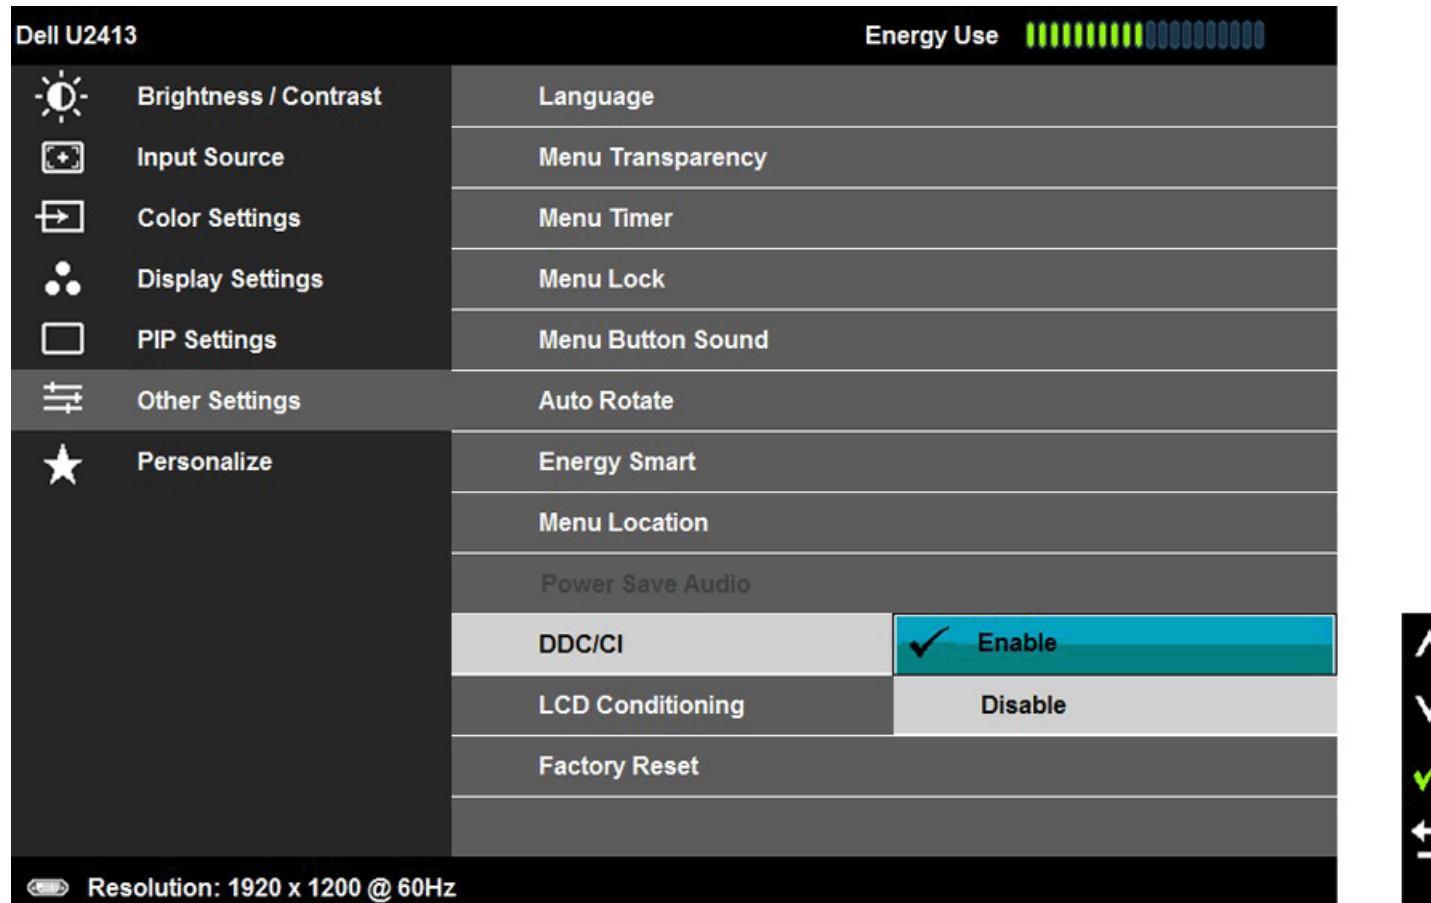 Dell U2413
Energy Use
Brightness / Contrast
Input Source
Color Settings
Display Settings
PIP Settings
Other Settings
Personalize
Language
Menu Transparency
Menu Timer
Menu Lock
Menu Button Sound
Auto Rotate
Energy Smart
Menu Location
Power Save Audio
DDC/CI
Enable
Disable
LCD Conditioning
Factory Reset
Resolution: 1920 x 1200 @ 60Hz